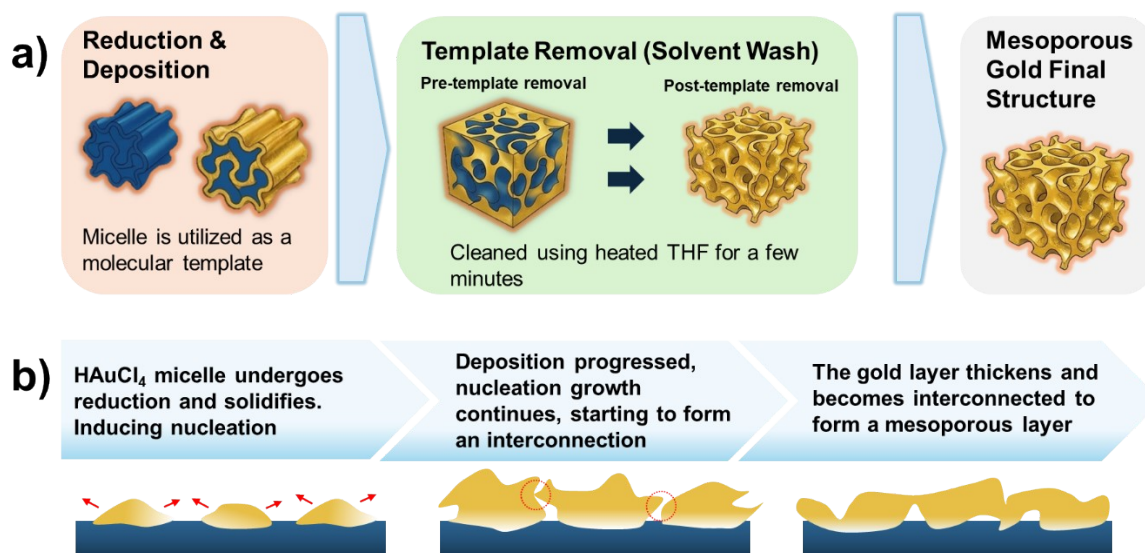 a)
Reduction &
Deposition
Micelle is utilized as a
molecular template
Template Removal (Solvent Wash)
Pre-template removal
Post-template removal
Cleaned using heated THF for a few
minutes
Mesoporous
Gold Final
Structure
b)
HAuCl₄ micelle undergoes
reduction and solidifies.
Inducing nucleation
Deposition progressed,
nucleation growth
continues, starting to form
an interconnection
The gold layer thickens and
becomes interconnected to
form a mesoporous layer